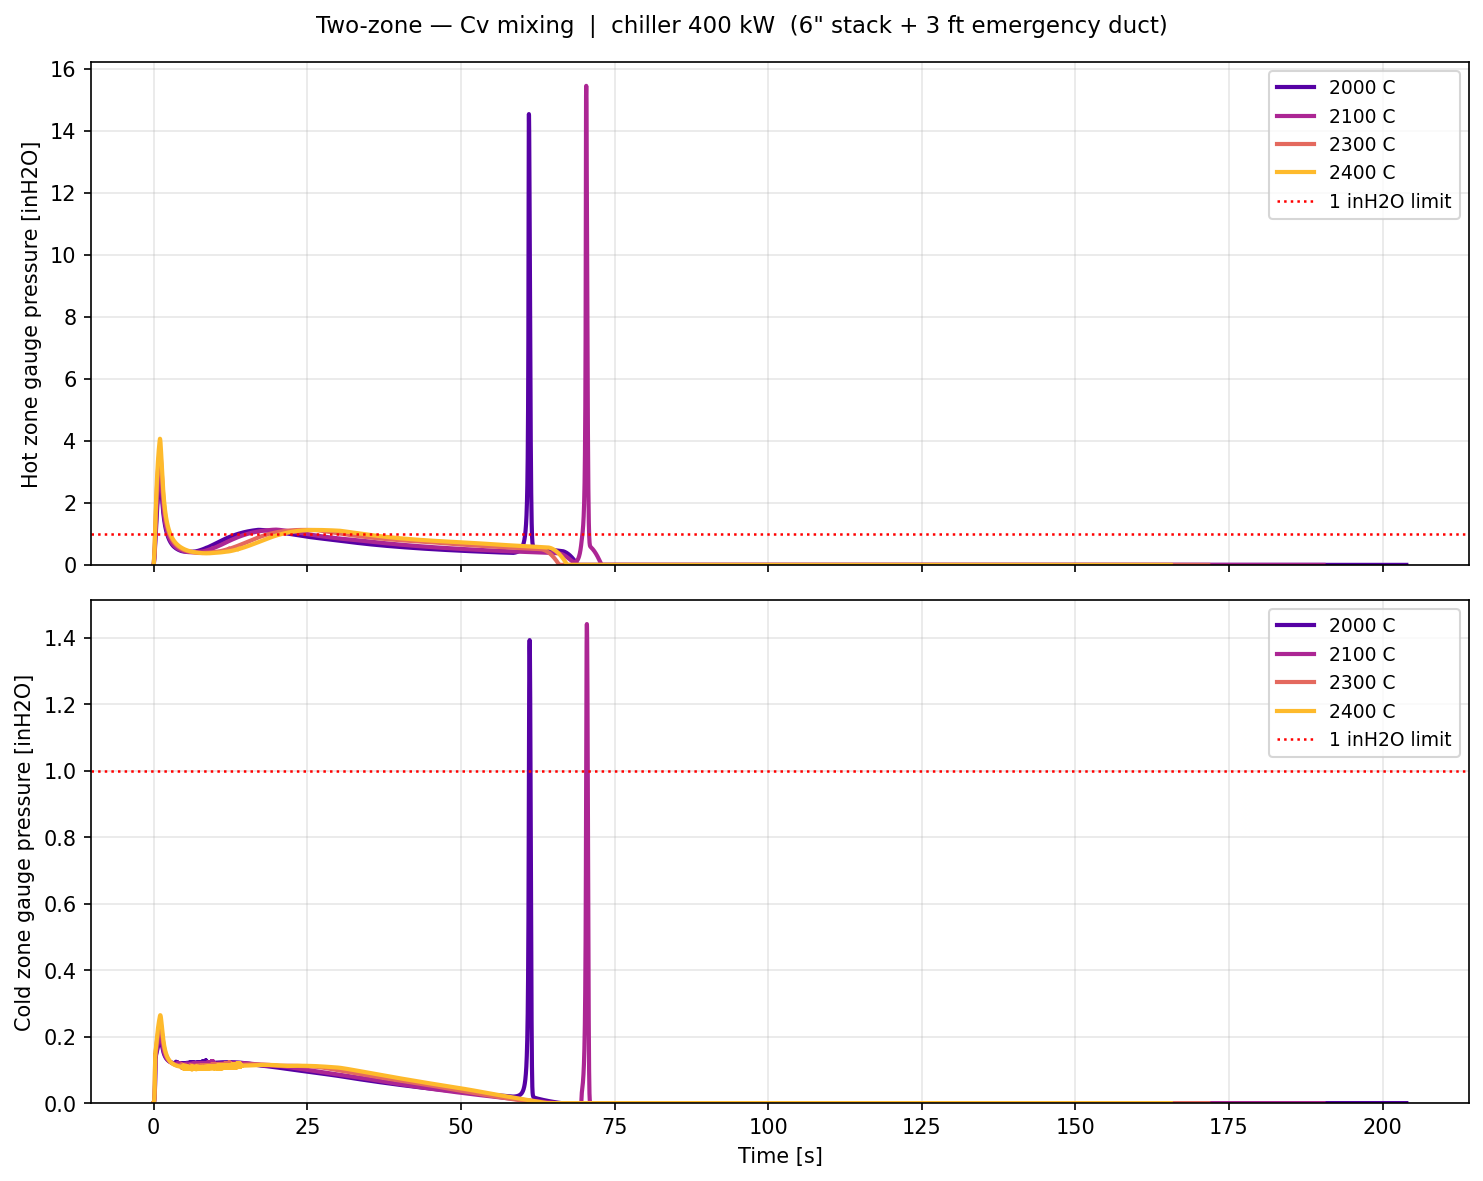 Two-zone — Cv mixing | chiller 400 kW (6" stack + 3 ft emergency duct)
Hot zone gauge pressure [inH2O]
16
14
12
10
8
6
4
2
0
2000 C
2100 C
2300 C
2400 C
1 inH2O limit
Cold zone gauge pressure [inH2O]
1.4
1.2
1.0
0.8
0.6
0.4
0.2
0.0
2000 C
2100 C
2300 C
2400 C
1 inH2O limit
0 25 50 75 100 125 150 175 200
Time [s]